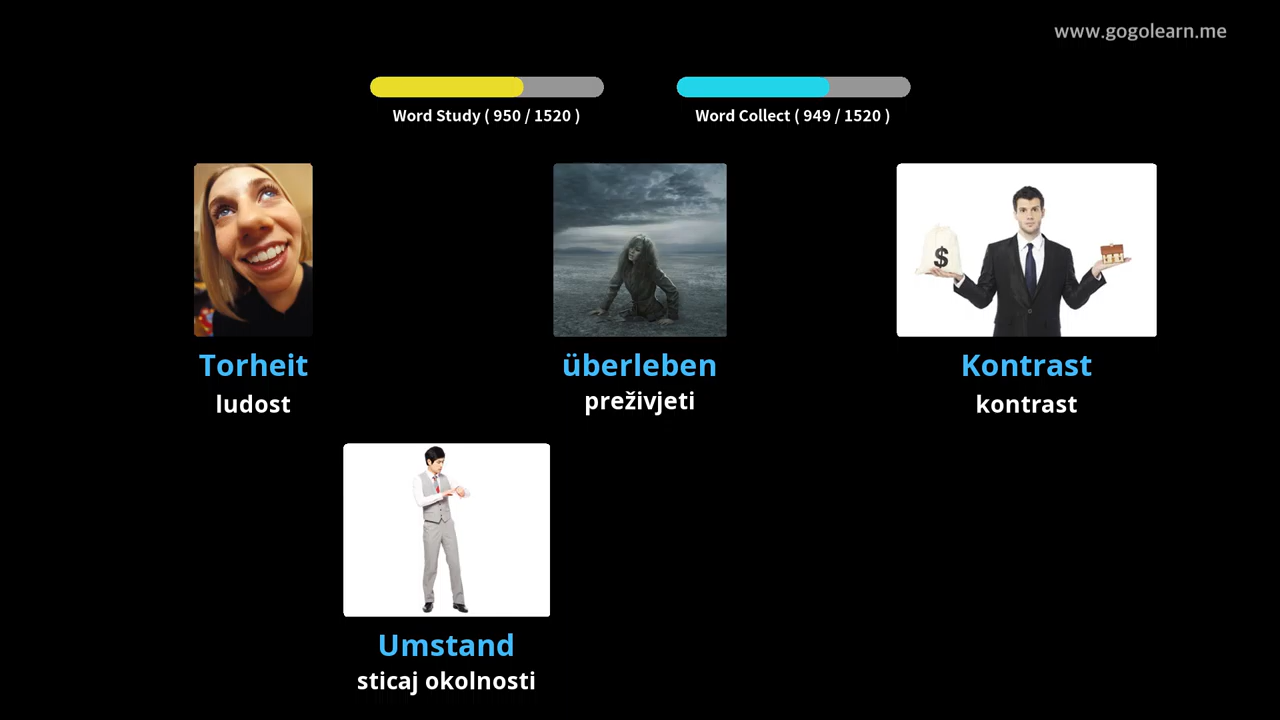 www.gogolearn.me
Word Study ( 950 / 1520 )
Word Collect ( 949 / 1520 )
$
Torheit
ludost
überleben
preživjeti
Kontrast
kontrast
Umstand
sticaj okolnosti